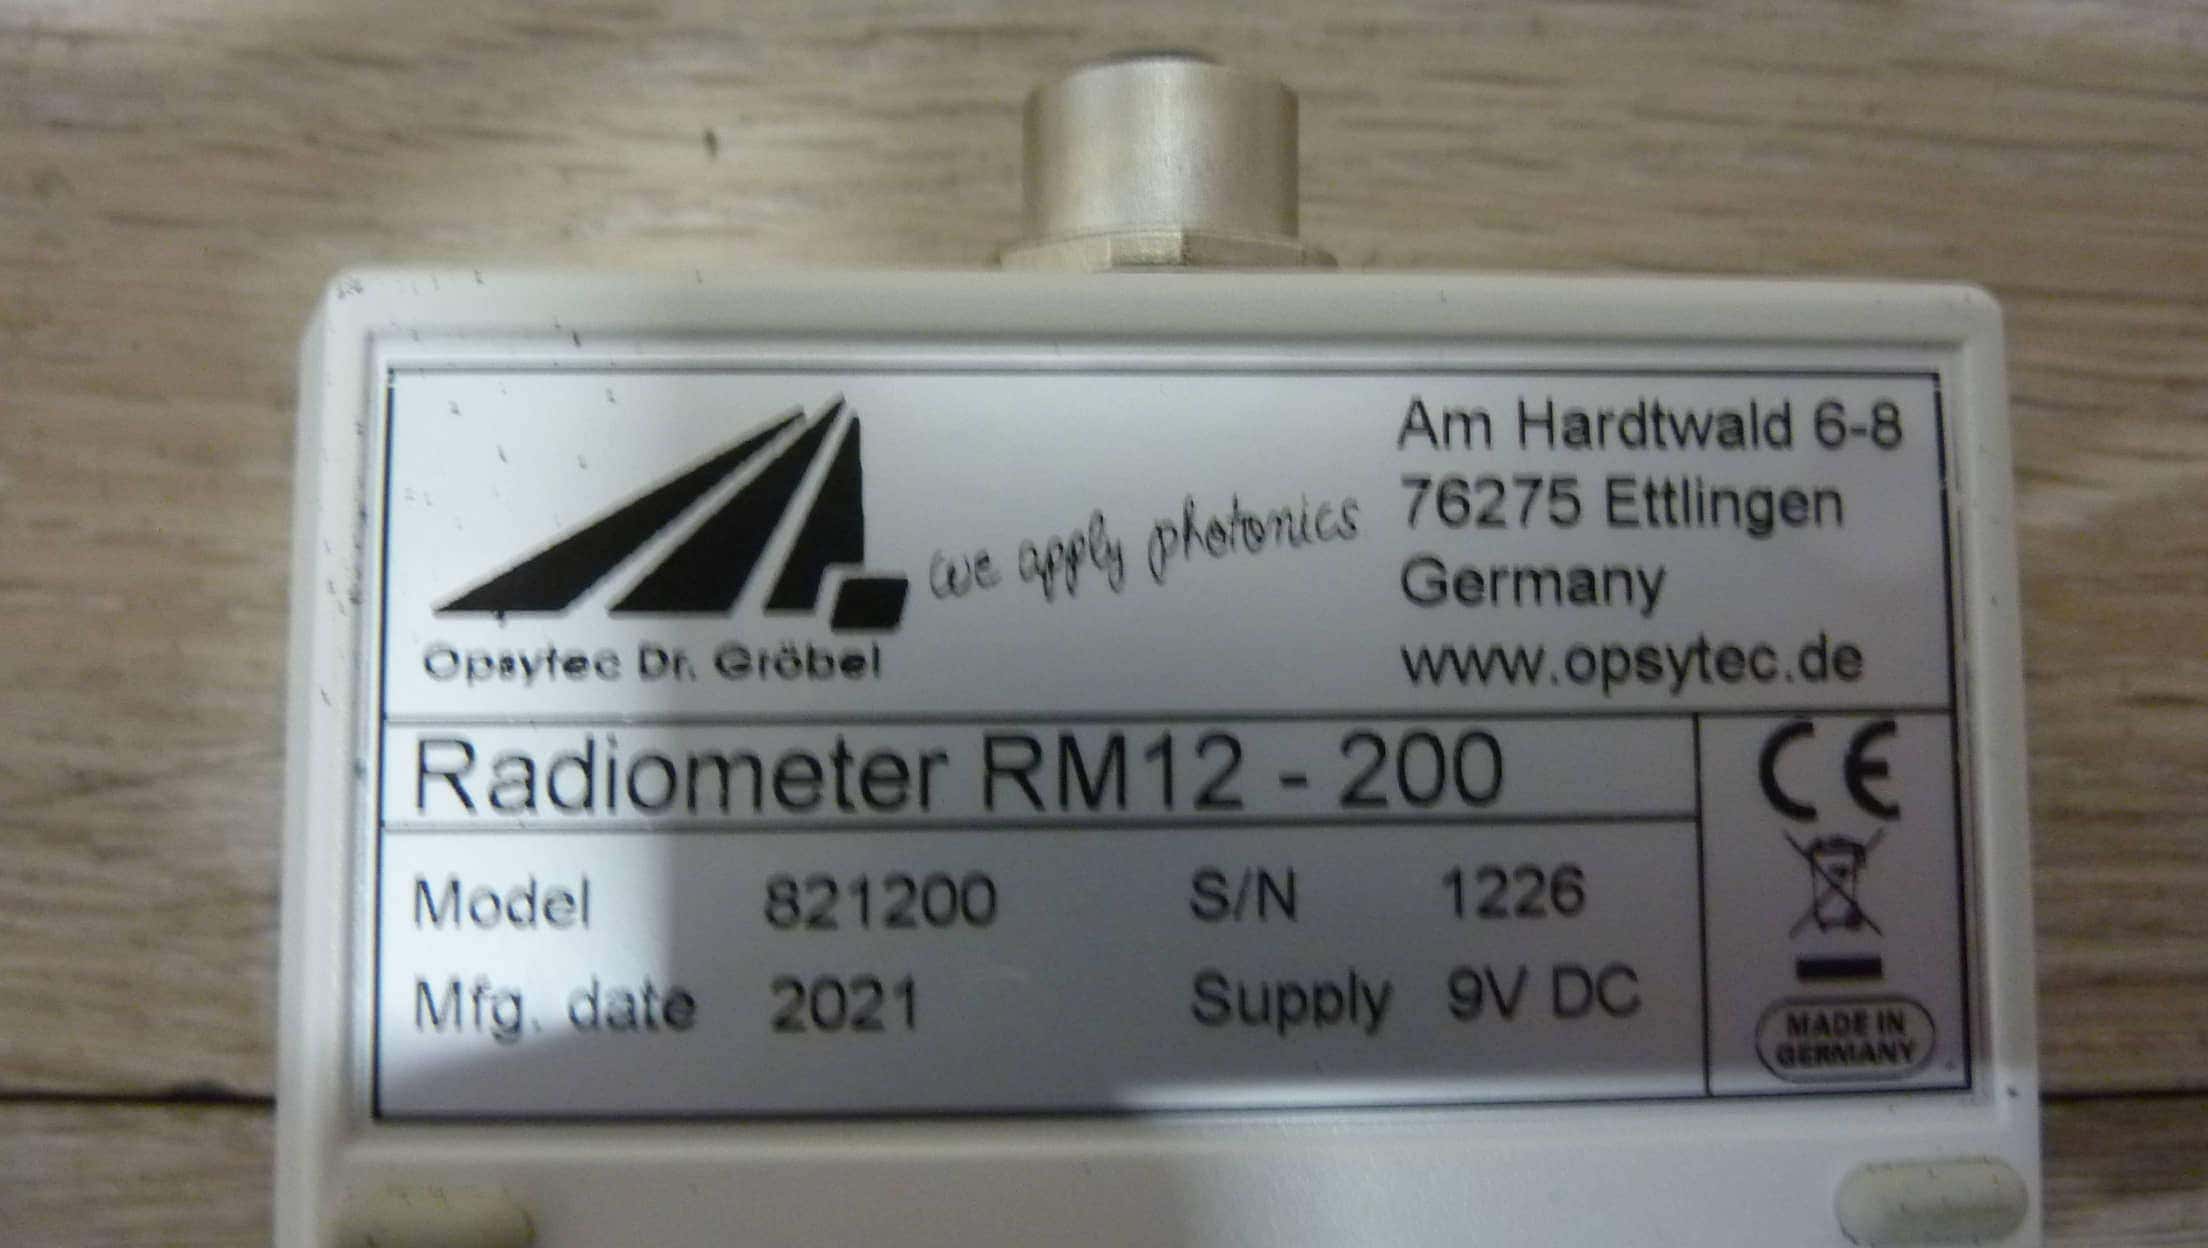 Opsytec Dr. Gröbel
we apply photonics
Am Hardtwald 6-8
76275 Ettlingen
Germany
www.opsytec.de
Radiometer RM12 - 200
CE
Model 821200 S/N 1226
Mfg. date 2021 Supply 9V DC
MADE IN
GERMANY